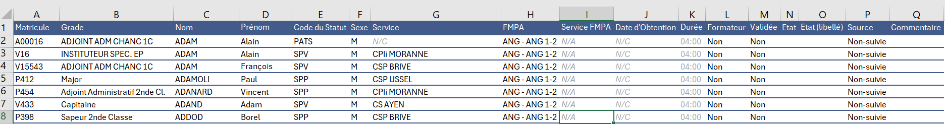 A B C D E F G H I J K L M N O P Q
1 Matricule Grade Nom Prénom Code du Statut Sexe Service FMPA Service FMPA Date d'Obtention Durée Formateur Validée Etat Etat (libellé) Source Commentaire
2 A00016 ADJOINT ADM CHANC 1C ADAM Alain PATS M N/C ANG - ANG 1-2 N/A N/C 04:00 Non Non Non-suivie
3 V16 INSTITUTEUR SPEC. EP ADAM Alain SPV M CPli MORANNE ANG - ANG 1-2 N/A N/C 04:00 Non Non Non-suivie
4 V15543 ADJOINT ADM CHANC 1C ADAM François SPV M CSP BRIVE ANG - ANG 1-2 N/A N/C 04:00 Non Non Non-suivie
5 P412 Major ADAMOLI Paul SPP M CSP USSEL ANG - ANG 1-2 N/A N/C 04:00 Non Non Non-suivie
6 P454 Adjoint Administratif 2nde Cl. ADANARD Vincent SPP M CPli MORANNE ANG - ANG 1-2 N/A N/C 04:00 Non Non Non-suivie
7 V433 Capitaine ADAND Adam SPV M CS AYEN ANG - ANG 1-2 N/A N/C 04:00 Non Non Non-suivie
8 P398 Sapeur 2nde Classe ADDOD Borel SPP M CSP BRIVE ANG - ANG 1-2 N/A N/C 04:00 Non Non Non-suivie